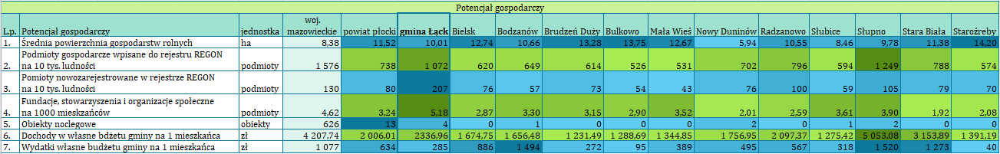 Potencjał gospodarczy
L.p. Potencjał gospodarczy jednostka woj. mazowieckie powiat płocki gmina Łąck Bielsk Bodzanów Brudzeń Duży Bulkowo Mała Wieś Nowy Duninów Radzanowo Słubice Słupno Stara Biała Staroźreby
1. Średnia powierzchnia gospodarstw rolnych ha 8,38 11,52 10,01 12,74 10,66 13,28 13,75 12,67 5,94 10,55 8,46 9,78 11,38 14,20
2. Podmioty gospodarcze wpisane do rejestru REGON
na 10 tys. ludności podmioty 1 576 738 1 072 620 649 614 526 531 702 796 594 1 249 788 574
3. Pomioty nowozarejestrowane w rejestrze REGON
na 10 tys. ludności podmioty 130 80 207 76 57 73 54 43 76 100 59 105 79 70
4. Fundacje, stowarzyszenia i organizacje społeczne
na 1000 mieszkańców podmioty 4,62 3,24 5,18 2,87 3,30 3,15 2,90 3,52 2,01 2,59 3,61 3,90 1,92 2,08
5. Obiekty noclegowe obiekty 626 13 4 0 1 0 0 0 2 0 2 1 2 0 0
6. Dochody w własne bdżetu gminy na 1 mieszkańca zł 4 207,74 2 006,01 2336,96 1 674,75 1 656,48 1 231,49 1 288,69 1 344,85 1 756,95 2 097,37 1 275,42 5 053,08 3 153,89 1 391,19
7. Wydatki własne budżetu gminy na 1 mieszkańca zł 1 077 634 285 886 1 494 272 95 389 495 567 318 1 520 1 273 40